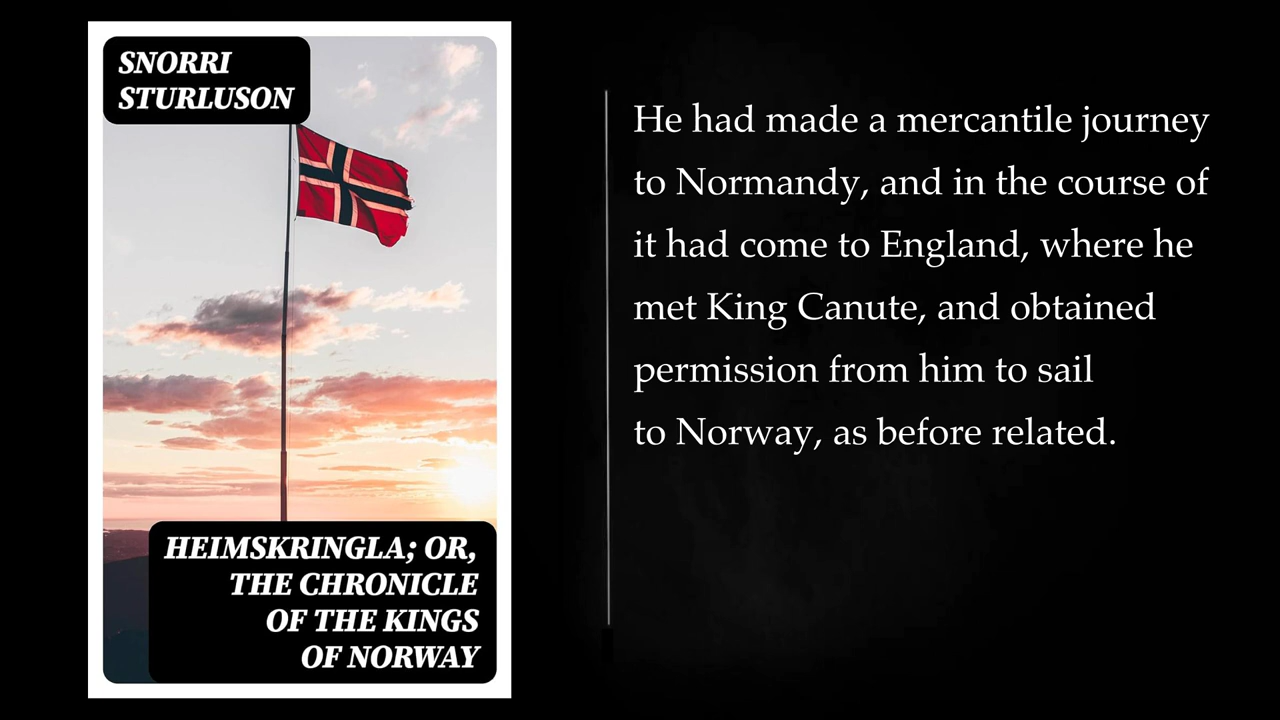 SNORRI
STURLUSON
HEIMSKRINGLA; OR,
THE CHRONICLE
OF THE KINGS
OF NORWAY
He had made a mercantile journey
to Normandy, and in the course of
it had come to England, where he
met King Canute, and obtained
permission from him to sail
to Norway, as before related.